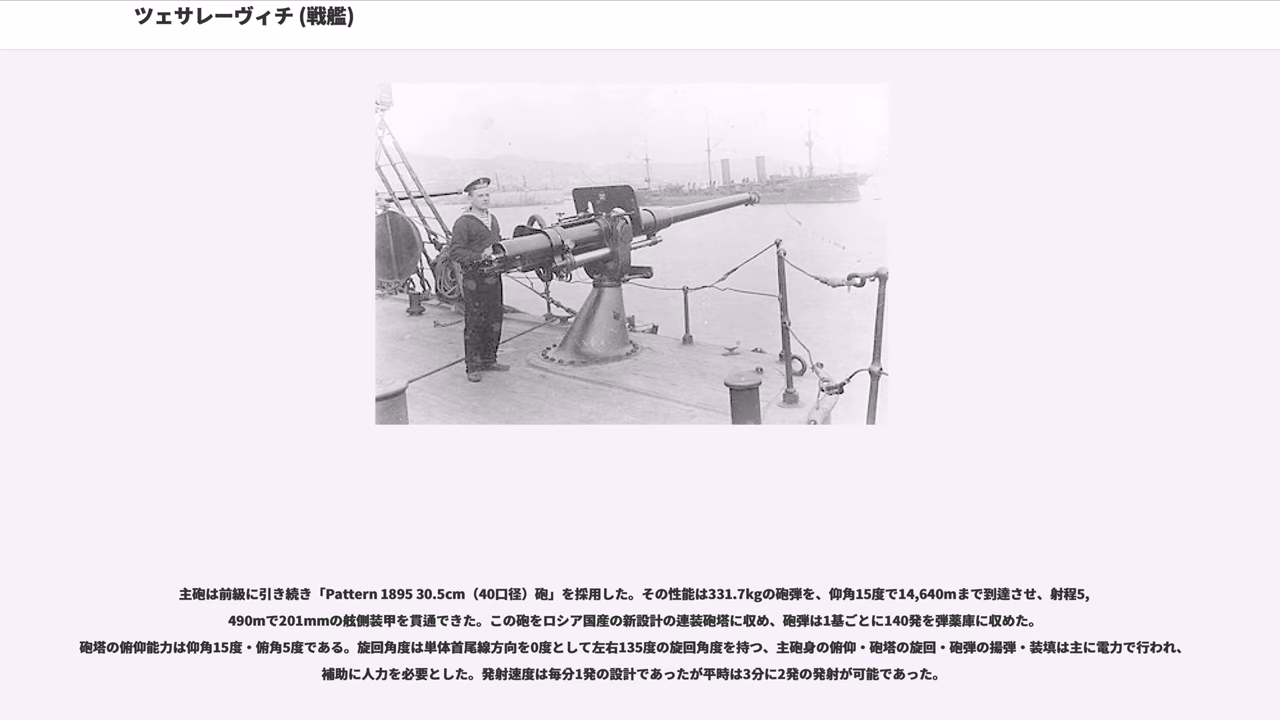 ツェサレーヴィチ (戦艦)
主砲は前級に引き続き「Pattern 1895 30.5cm（40口径）砲」を採用した。その性能は331.7kgの砲弾を、仰角15度で14,640mまで到達させ、射程5,
490mで201mmの舷側装甲を貫通できた。この砲をロシア国産の新設計の連装砲塔に収め、砲弾は1基ごとに140発を弾薬庫に収めた。
砲塔の俯仰能力は仰角15度・俯角5度である。旋回角度は単体首尾線方向を0度として左右135度の旋回角度を持つ、主砲身の俯仰・砲塔の旋回・砲弾の揚弾・装填は主に電力で行われ、
補助に人力を必要とした。発射速度は毎分1発の設計であったが平時は3分に2発の発射が可能であった。